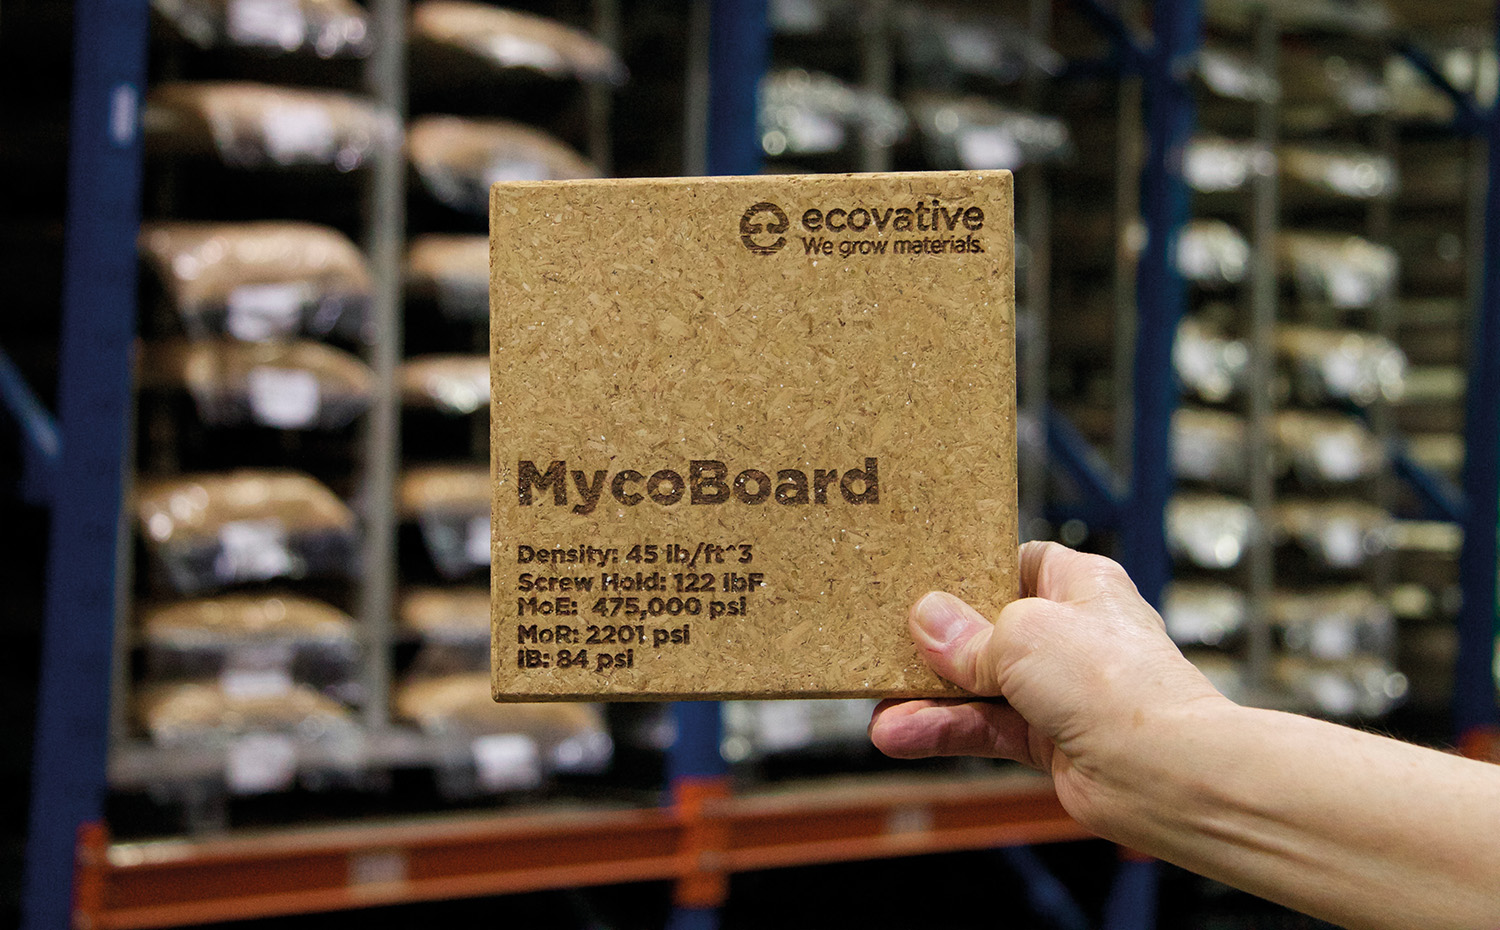 ecovative
We grow materials.
MycoBoard
Density: 45 lb/ft^3
Screw Hold: 122 lbF
MoE: 475,000 psi
MoR: 2201 psi
IB: 84 psi